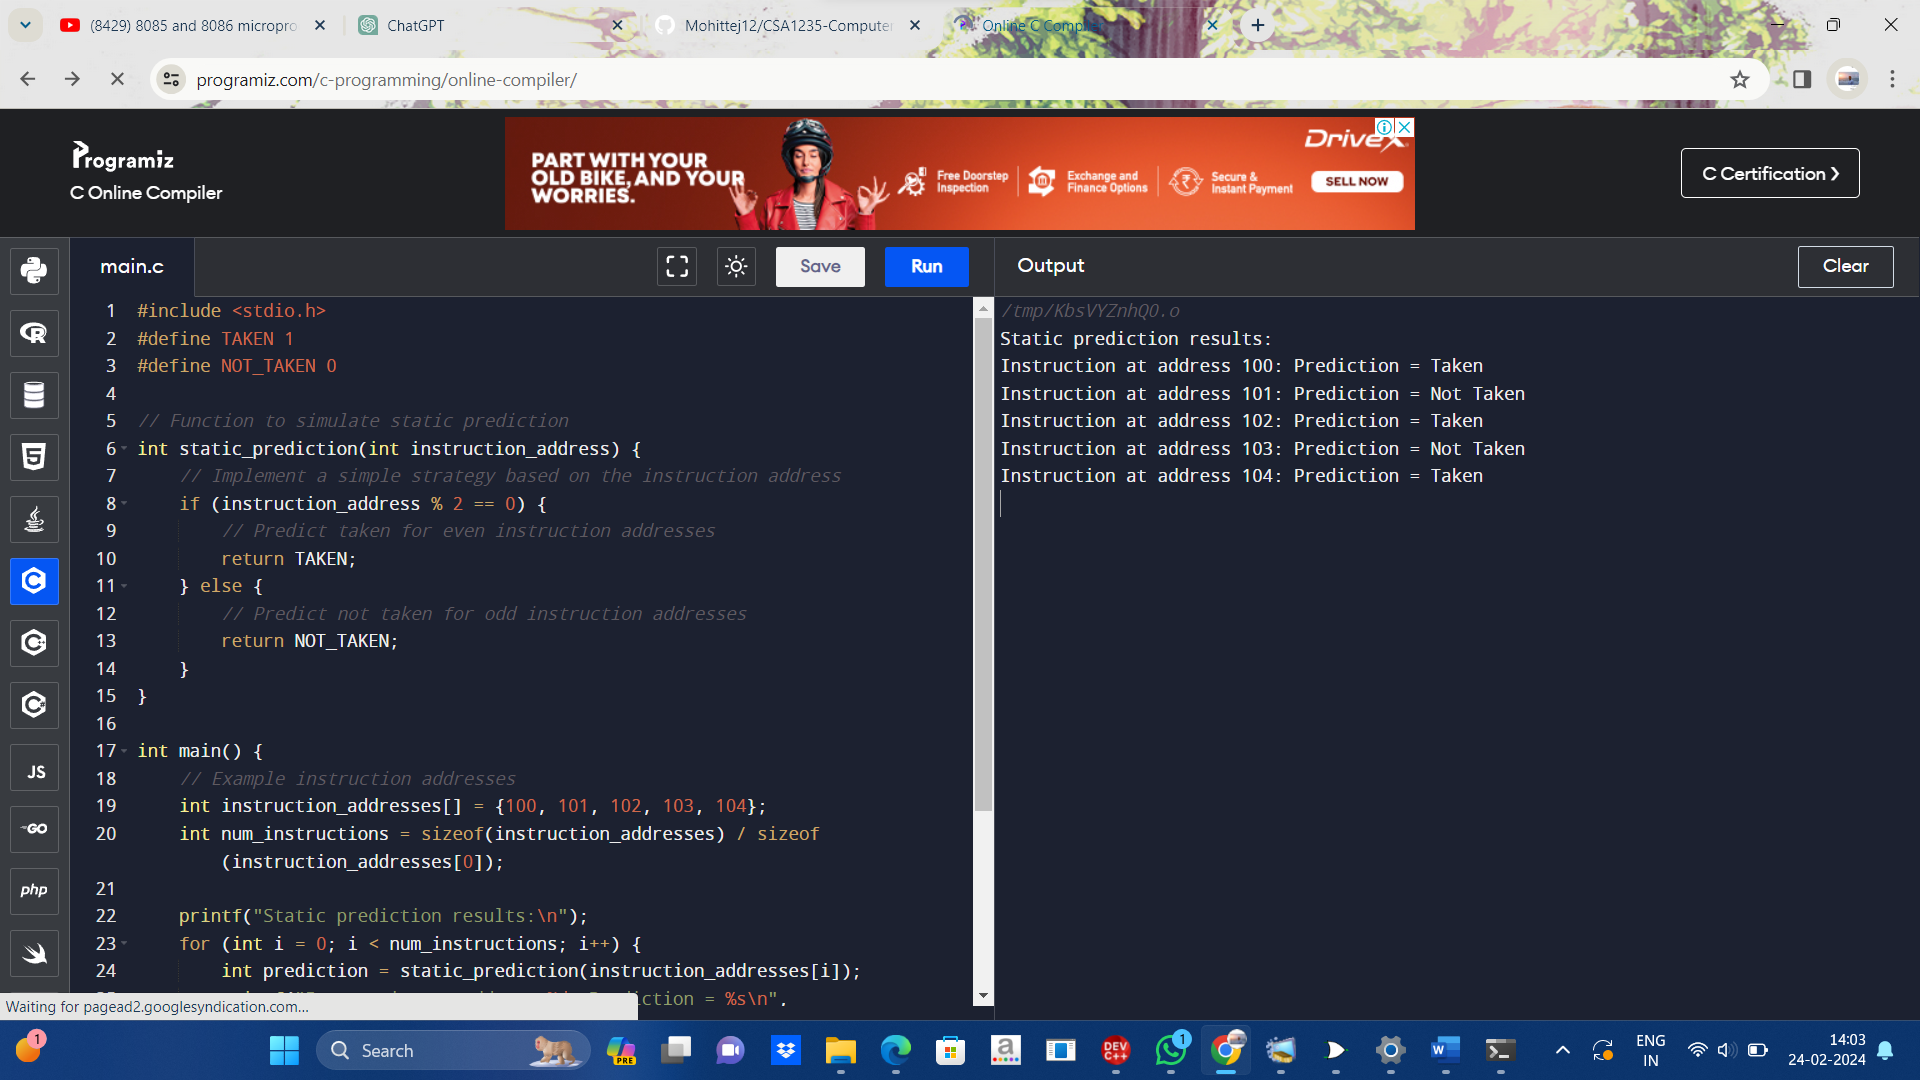 (8429) 8085 and 8086 micropro
ChatGPT
Mohittej12/CSA1235-Computer
Online C Compiler
programiz.com/c-programming/online-compiler/
Programiz
C Online Compiler
PART WITH YOUR
OLD BIKE, AND YOUR
WORRIES.
Free Doorstep
Inspection
Exchange and
Finance Options
Secure &
Instant Payment
DriveX
SELL NOW
C Certification ❯
main.c
Save
Run
Output
Clear
1 #include <stdio.h>
2 #define TAKEN 1
3 #define NOT_TAKEN 0
4
5 // Function to simulate static prediction
6 int static_prediction(int instruction_address) {
7 // Implement a simple strategy based on the instruction address
8 if (instruction_address % 2 == 0) {
9 // Predict taken for even instruction addresses
10 return TAKEN;
11 } else {
12 // Predict not taken for odd instruction addresses
13 return NOT_TAKEN;
14 }
15 }
16
17 int main() {
18 // Example instruction addresses
19 int instruction_addresses[] = {100, 101, 102, 103, 104};
20 int num_instructions = sizeof(instruction_addresses) / sizeof
(instruction_addresses[0]);
21
22 printf("Static prediction results:\n");
23 for (int i = 0; i < num_instructions; i++) {
24 int prediction = static_prediction(instruction_addresses[i]);
= %s\n",
/tmp/KbsVYZnhQO.o
Static prediction results:
Instruction at address 100: Prediction = Taken
Instruction at address 101: Prediction = Not Taken
Instruction at address 102: Prediction = Taken
Instruction at address 103: Prediction = Not Taken
Instruction at address 104: Prediction = Taken
JS
GO
php
Waiting for pagead2.googlesyndication.com...
1
Search
PRE
a
DEV
C++
1
W
ENG
IN
14:03
24-02-2024